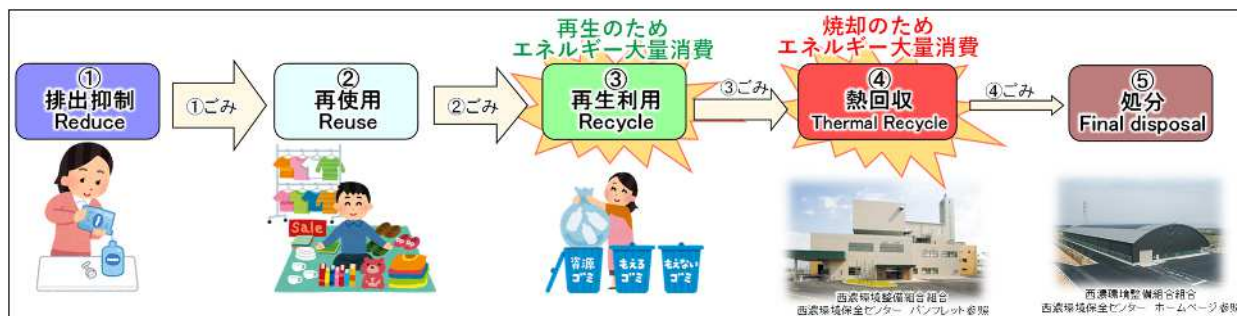 再生のため
エネルギー大量消費
焼却のため
エネルギー大量消費
①
排出抑制
Reduce
①ごみ
②
再使用
Reuse
②ごみ
③
再生利用
Recycle
③ごみ
④
熱回収
Thermal Recycle
④ごみ
⑤
処分
Final disposal
Sale
資源
ゴミ
もえる
ゴミ
もえない
ゴミ
西濃環境整備組合組合
西濃環境保全センター パンフレット参照
西濃環境整備組合組合
西濃環境保全センター ホームページ参照